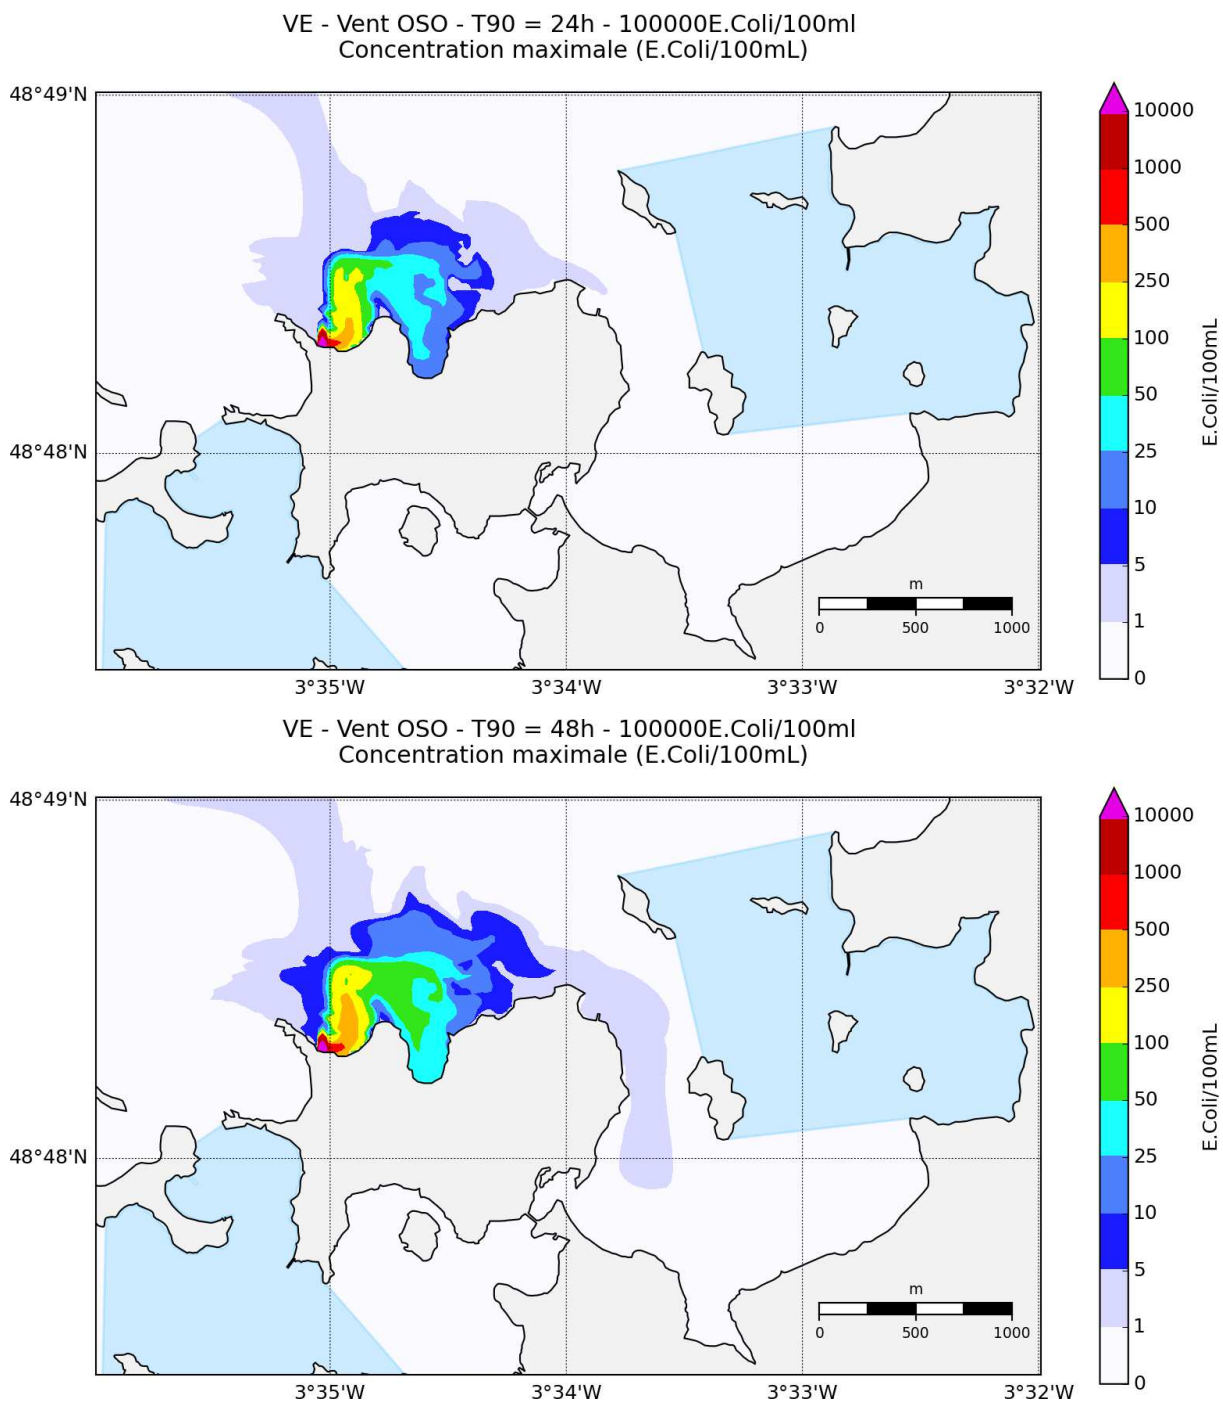 VE - Vent OSO - T90 = 24h - 100000E.Coli/100ml
Concentration maximale (E.Coli/100mL)
48°49'N
48°48'N
3°35'W
3°34'W
3°33'W
3°32'W
m
0
500
1000
10000
1000
500
250
100
50
25
10
5
1
0
E.Coli/100mL
VE - Vent OSO - T90 = 48h - 100000E.Coli/100ml
Concentration maximale (E.Coli/100mL)
48°49'N
48°48'N
3°35'W
3°34'W
3°33'W
3°32'W
m
0
500
1000
10000
1000
500
250
100
50
25
10
5
1
0
E.Coli/100mL